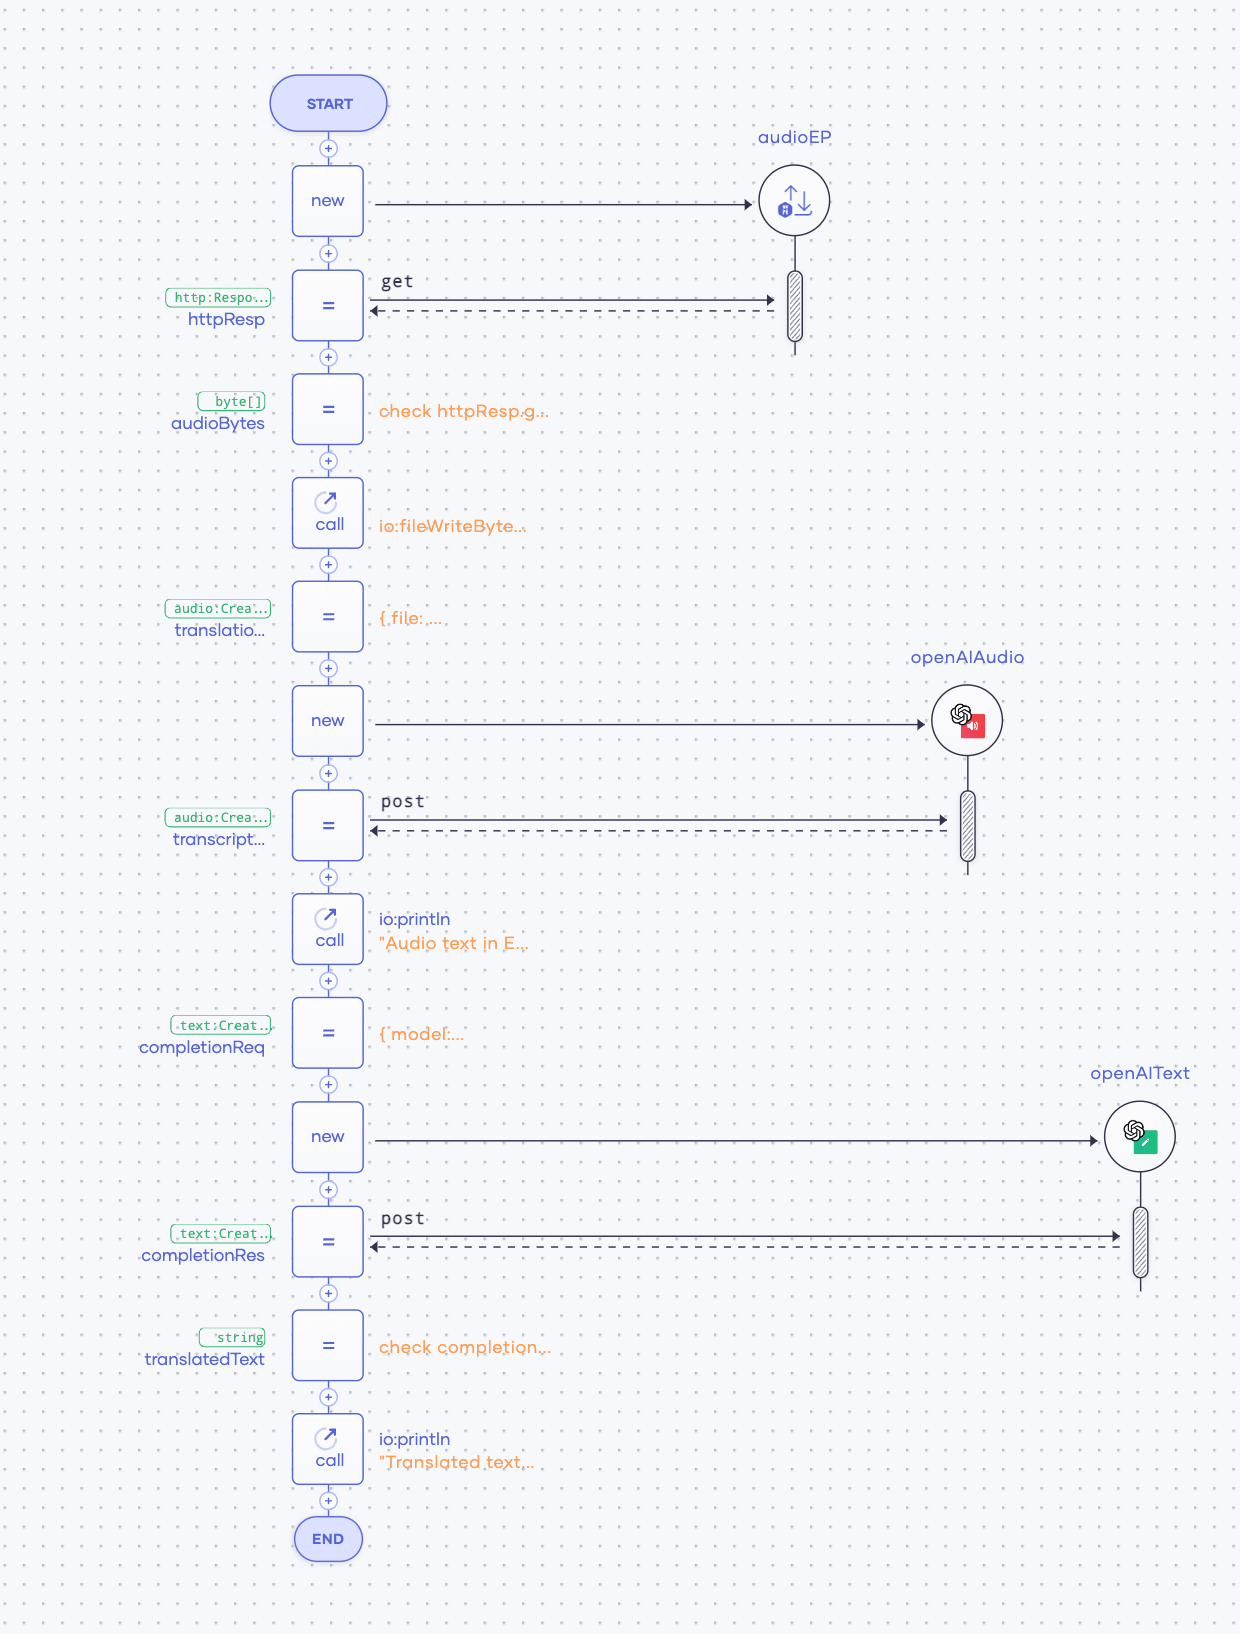 START
audioEP
new
get
http:Respo...
httpResp
=
byte[]
audioBytes
=
check httpResp.g...
call
io:fileWriteByte...
audio:Crea...
translatio...
=
{ file: ...
openAIAudio
new
post
audio:Crea...
transcript...
=
io:println
call
"Audio text in E...
text:Creat...
completionReq
=
{ model:...
openAIText
new
post
text:Creat...
completionRes
=
string
translatedText
=
check completion...
io:println
call
"Translated text...
END